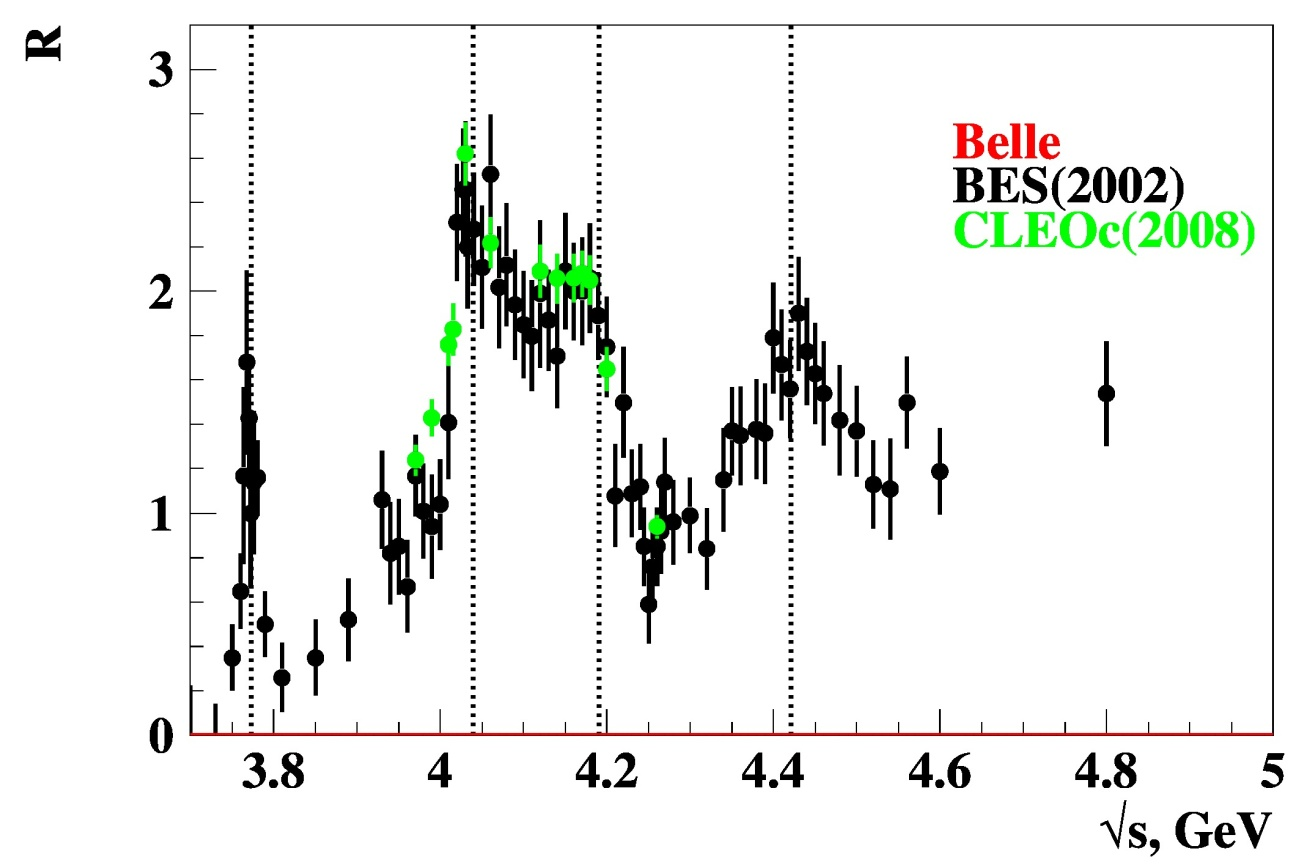 R
3
2
1
0
Belle
BES(2002)
CLEOc(2008)
3.8 4 4.2 4.4 4.6 4.8 5
√s, GeV